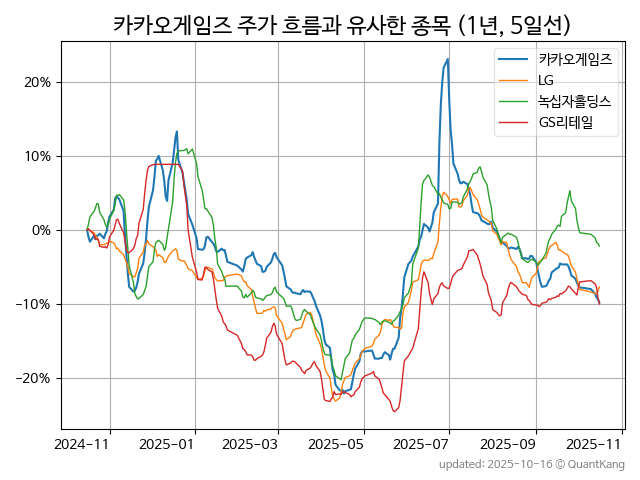 카카오게임즈 주가 흐름과 유사한 종목 (1년, 5일선)
카카오게임즈
LG
녹십자홀딩스
GS리테일
20%
10%
0%
−10%
−20%
2024-11 2025-01 2025-03 2025-05 2025-07 2025-09 2025-11
updated: 2025-10-16 © QuantKang